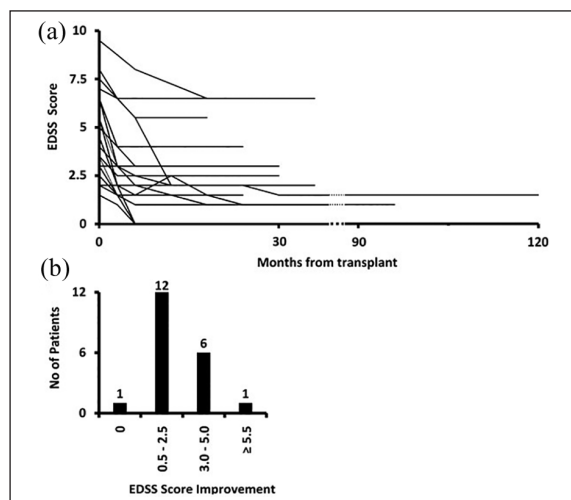 (a)
10
7.5
5
2.5
0
EDSS Score
0 30 90 120
Months from transplant
(b)
12
6
0
No of Patients
1 12 6 1
0 0.5 - 2.5 3.0 - 5.0 ≥ 5.5
EDSS Score Improvement